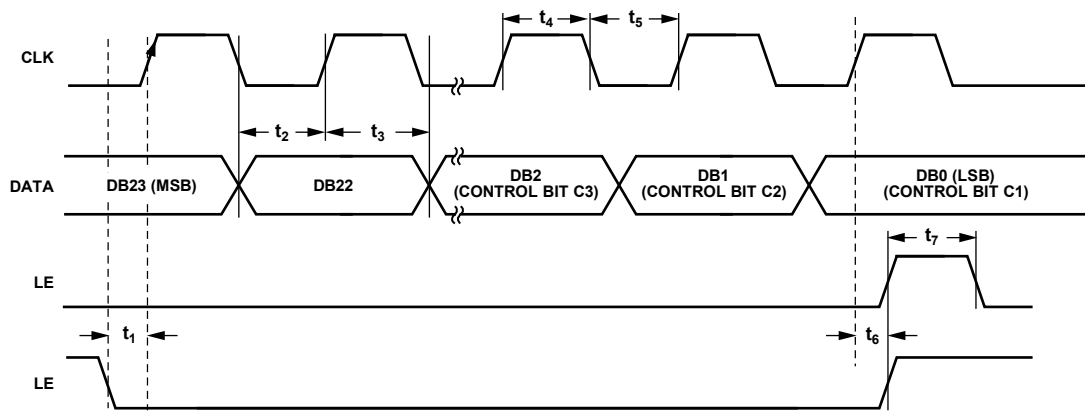 CLK
t4
t5
t2
t3
DATA
DB23 (MSB)
DB22
DB2
(CONTROL BIT C3)
DB1
(CONTROL BIT C2)
DB0 (LSB)
(CONTROL BIT C1)
t7
LE
t1
t6
LE